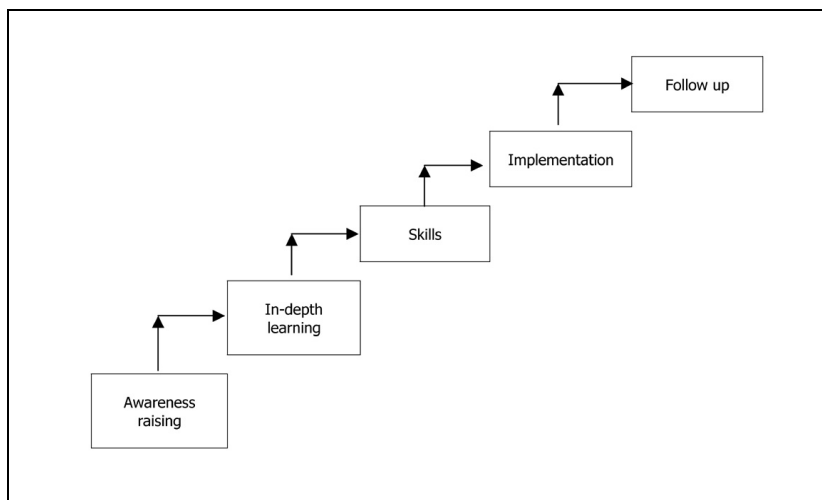 Follow up
Implementation
Skills
In-depth
learning
Awareness
raising